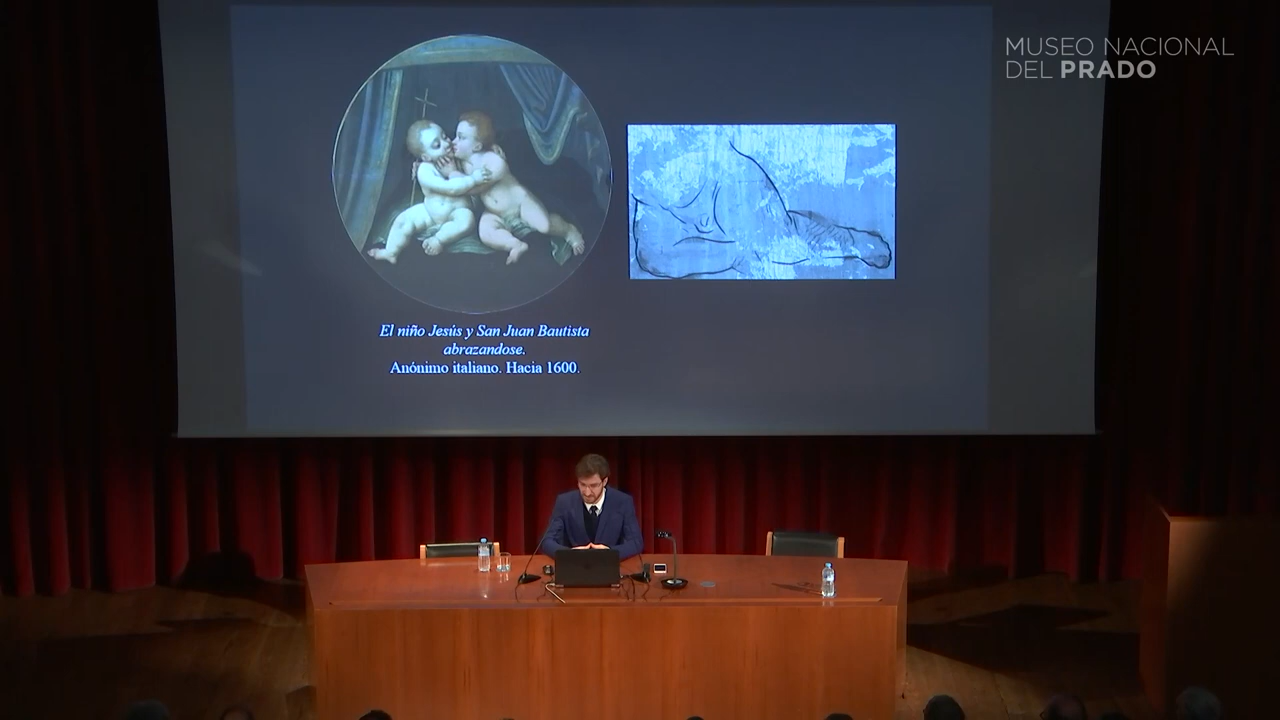 MUSEO NACIONAL
DEL PRADO
El niño Jesús y San Juan Bautista
abrazandose.
Anónimo italiano. Hacia 1600.